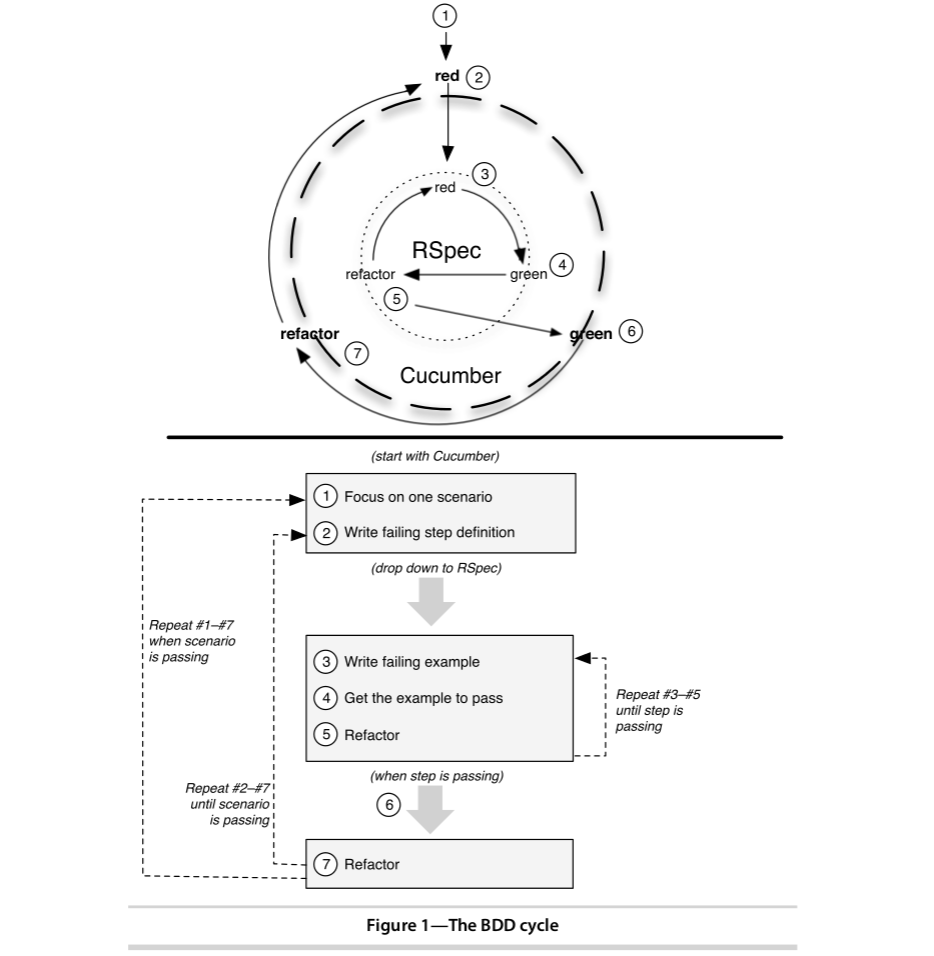 1
red 2
3
red
RSpec
refactor
green 4
5
refactor
green 6
7
Cucumber
(start with Cucumber)
1 Focus on one scenario
2 Write failing step definition
(drop down to RSpec)
Repeat #1–#7
when scenario
is passing
3 Write failing example
4 Get the example to pass
5 Refactor
Repeat #3–#5
until step is
passing
(when step is passing)
Repeat #2–#7
until scenario
is passing
6
7 Refactor
Figure 1—The BDD cycle